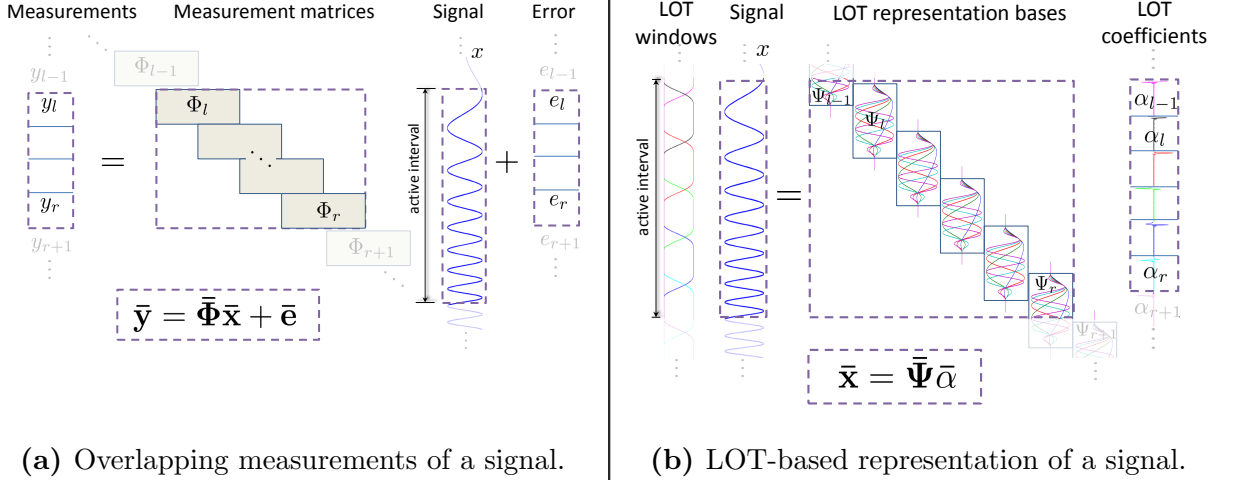 Measurements
Measurement matrices
Signal
Error
x
y_{l-1}
Φ_{l-1}
e_{l-1}
y_l
Φ_l
e_l
=
⋱
active interval
+
y_r
Φ_r
e_r
y_{r+1}
Φ_{r+1}
e_{r+1}
ȳ = Φ̄x̄ + ē
(a) Overlapping measurements of a signal.
LOT
windows
Signal
LOT representation bases
LOT
coefficients
x
Ψ_{l-1}
α_{l-1}
Ψ_l
α_l
active interval
=
Ψ_r
α_r
α_{r+1}
Ψ_{r+1}
x̄ = Ψ̄ᾱ
(b) LOT-based representation of a signal.